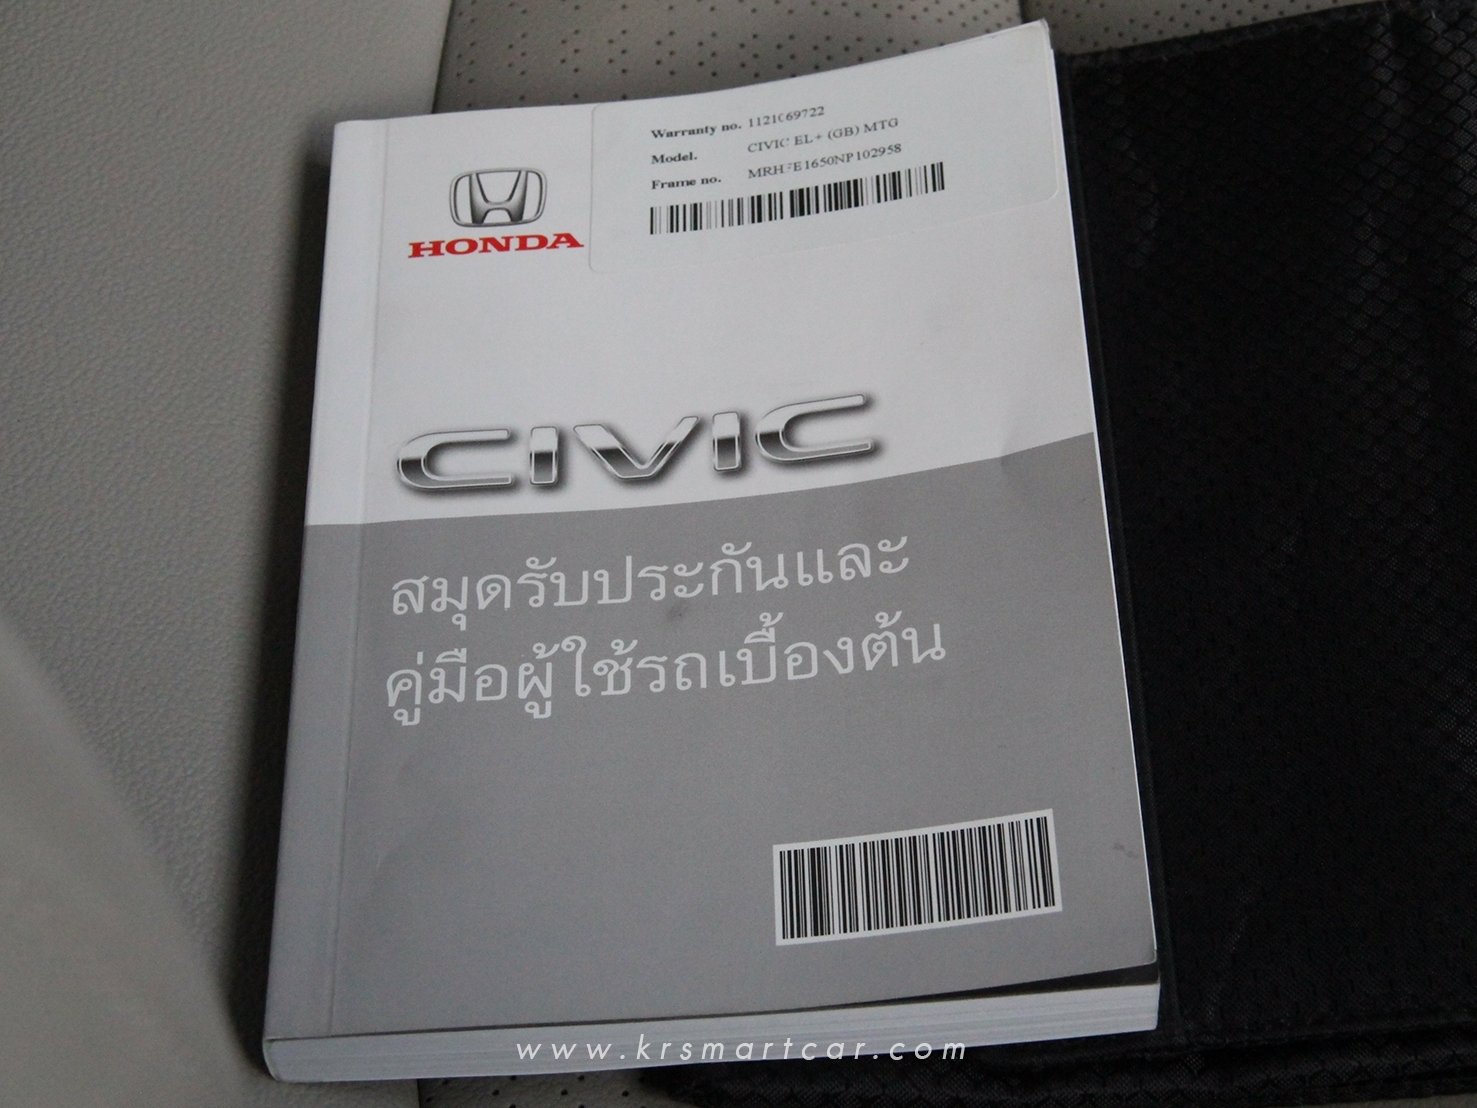 Warranty no. 1121069722
Model. CIVIC EL+ (GB) MTG
Frame no. MRHFE1650NP102958
HONDA
CIVIC
สมุดรับประกันและ
คู่มือผู้ใช้รถเบื้องต้น
www.krsmartcar.com